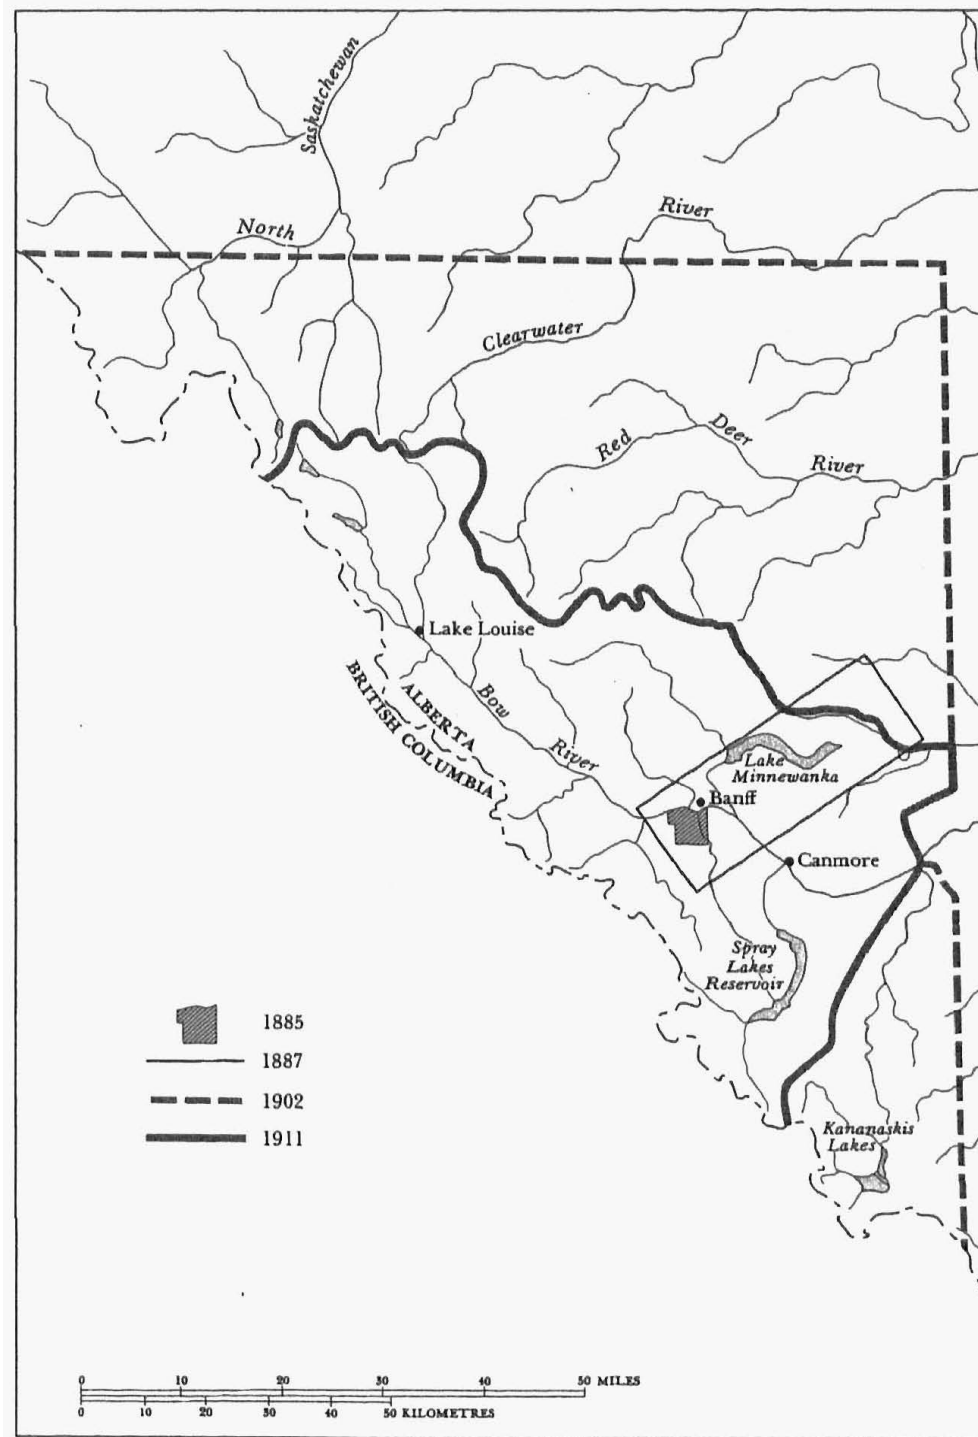 Saskatchewan
North
River
Clearwater
Red
Deer
River
Lake Louise
ALBERTA
BRITISH COLUMBIA
Bow
River
Lake
Minnewanka
Banff
Canmore
Spray
Lakes
Reservoir
Kananaskis
Lakes
1885
1887
1902
1911
0 10 20 30 40 50 MILES
0 10 20 30 40 50 KILOMETRES